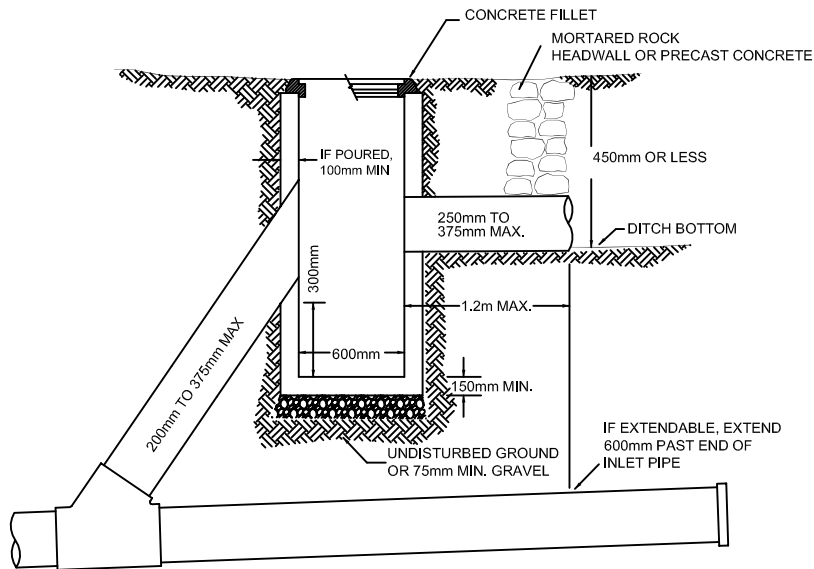 CONCRETE FILLET
MORTARED ROCK
HEADWALL OR PRECAST CONCRETE
IF POURED,
100mm MIN
450mm OR LESS
250mm TO
375mm MAX.
DITCH BOTTOM
300mm
1.2m MAX.
600mm
200mm TO 375mm MAX
150mm MIN.
UNDISTURBED GROUND
OR 75mm MIN. GRAVEL
IF EXTENDABLE, EXTEND
600mm PAST END OF
INLET PIPE